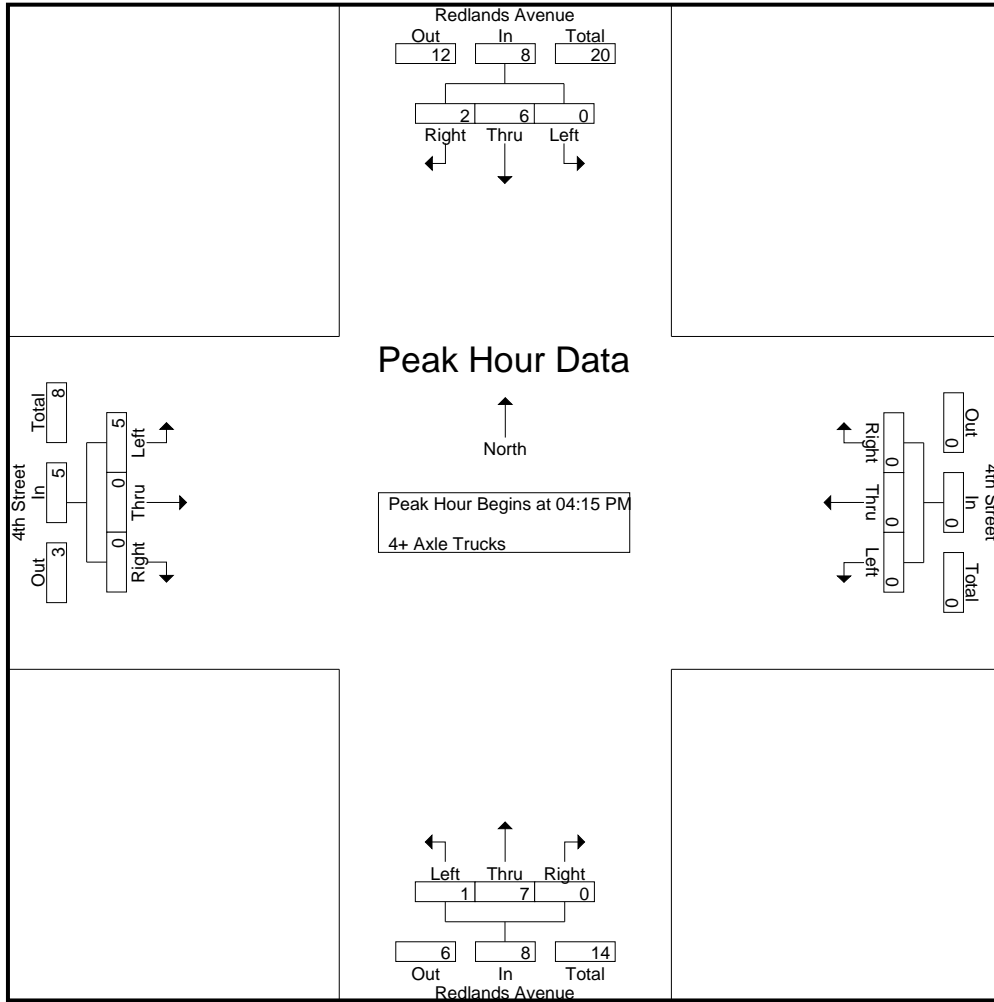 Redlands Avenue
Out In Total
12 8 20
2 6 0
Right Thru Left
Peak Hour Data
North
Peak Hour Begins at 04:15 PM
4+ Axle Trucks
4th Street
Out In Total
3 5 8
Right Thru Left
0 0 5
4th Street
Out In Total
0 0 0
Right Thru Left
0 0 0
Left Thru Right
1 7 0
6 8 14
Out In Total
Redlands Avenue